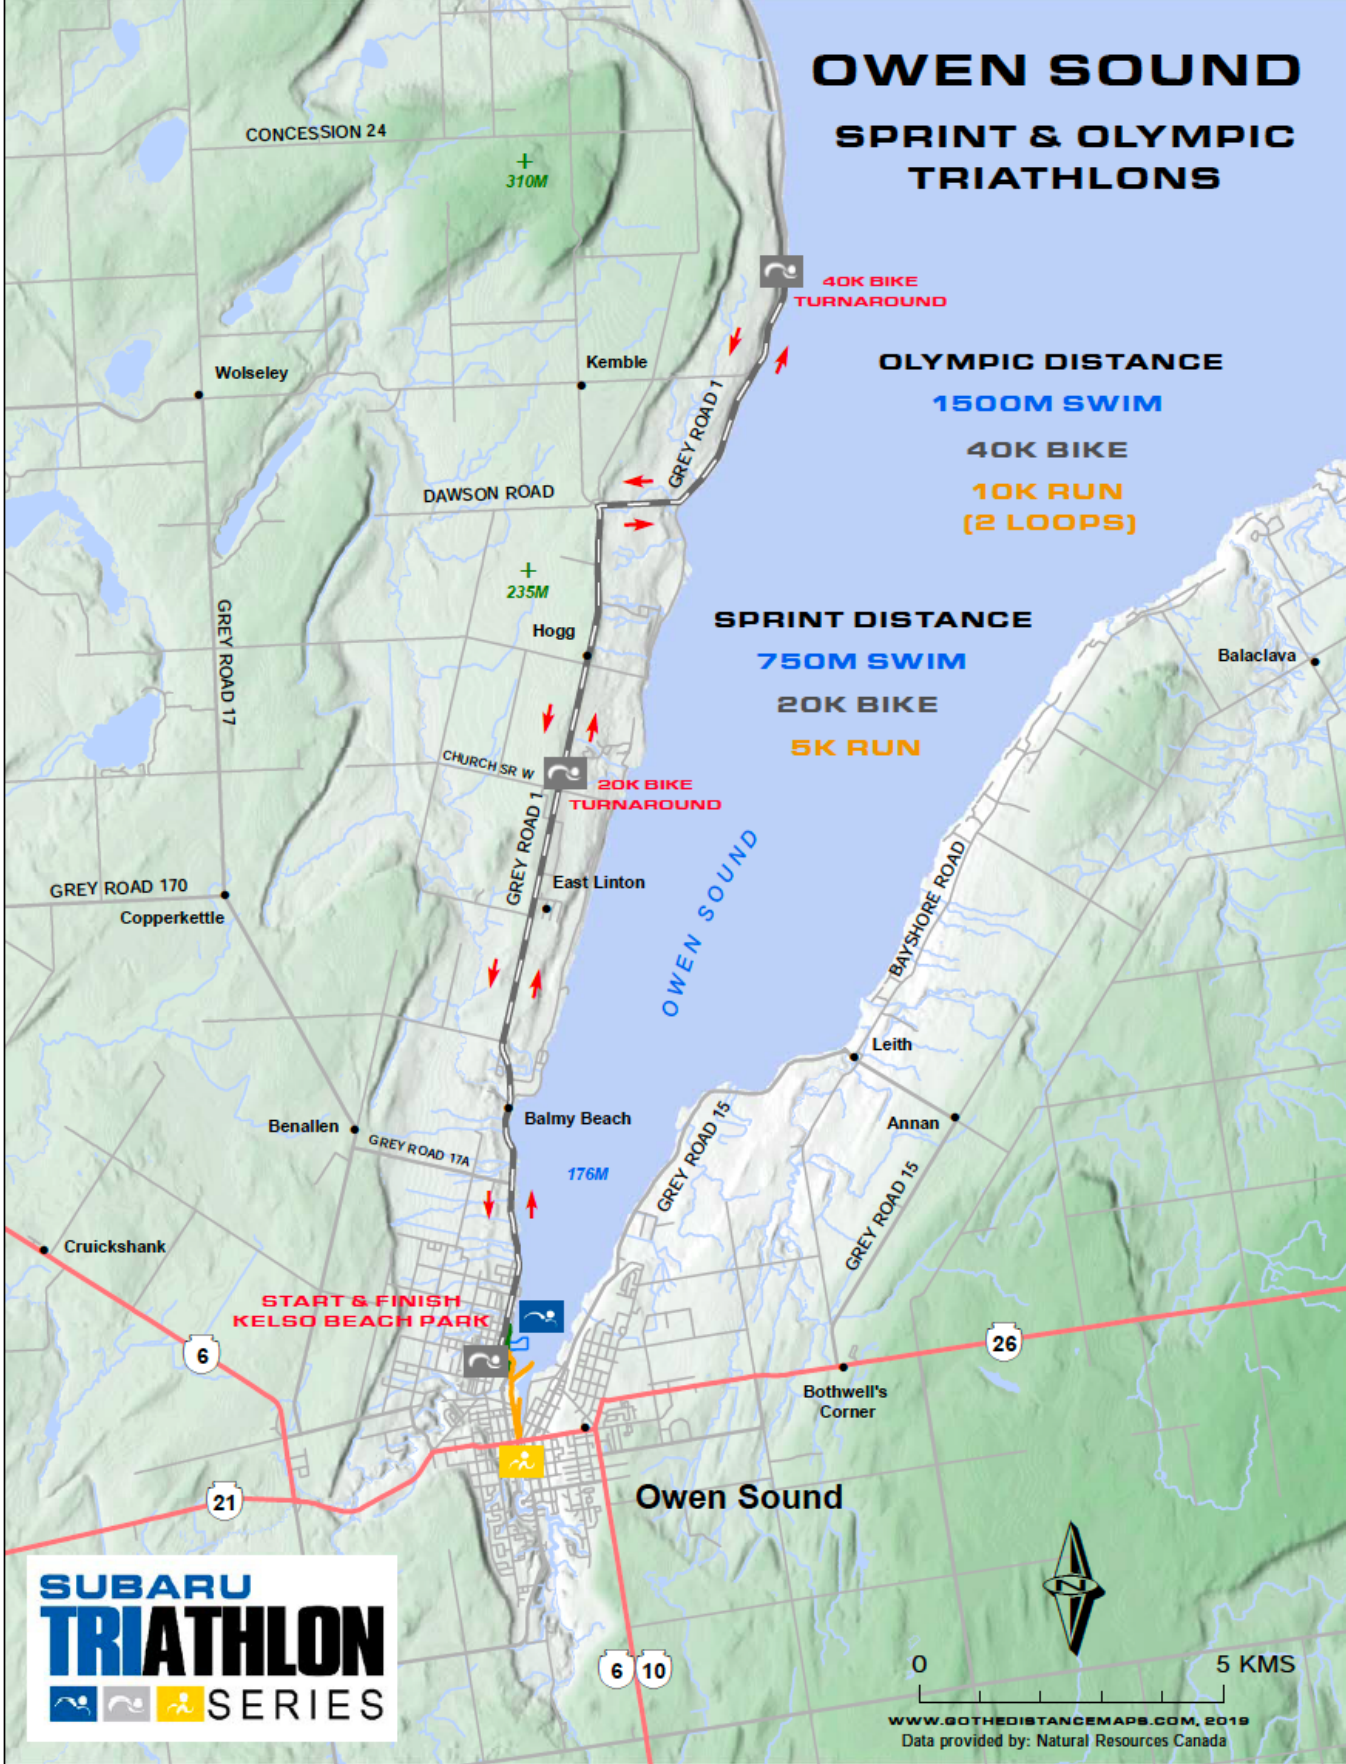 OWEN SOUND
SPRINT & OLYMPIC
TRIATHLONS
CONCESSION 24
310M
40K BIKE
TURNAROUND
OLYMPIC DISTANCE
1500M SWIM
40K BIKE
10K RUN
(2 LOOPS)
Wolseley
Kemble
GREY ROAD 1
DAWSON ROAD
235M
Hogg
GREY ROAD 17
SPRINT DISTANCE
750M SWIM
20K BIKE
5K RUN
Balaclava
CHURCH SR W
20K BIKE
TURNAROUND
GREY ROAD 1
OWEN SOUND
BAYSHORE ROAD
GREY ROAD 170
Copperkettle
East Linton
Leith
Annan
Benallen
GREY ROAD 17A
Balmy Beach
176M
GREY ROAD 15
GREY ROAD 15
Cruickshank
START & FINISH
KELSO BEACH PARK
6
26
Bothwell's
Corner
21
Owen Sound
6
10
N
SUBARU
TRIATHLON
SERIES
0
5 KMS
WWW.GOTHEDISTANCEMAPS.COM, 2019
Data provided by: Natural Resources Canada